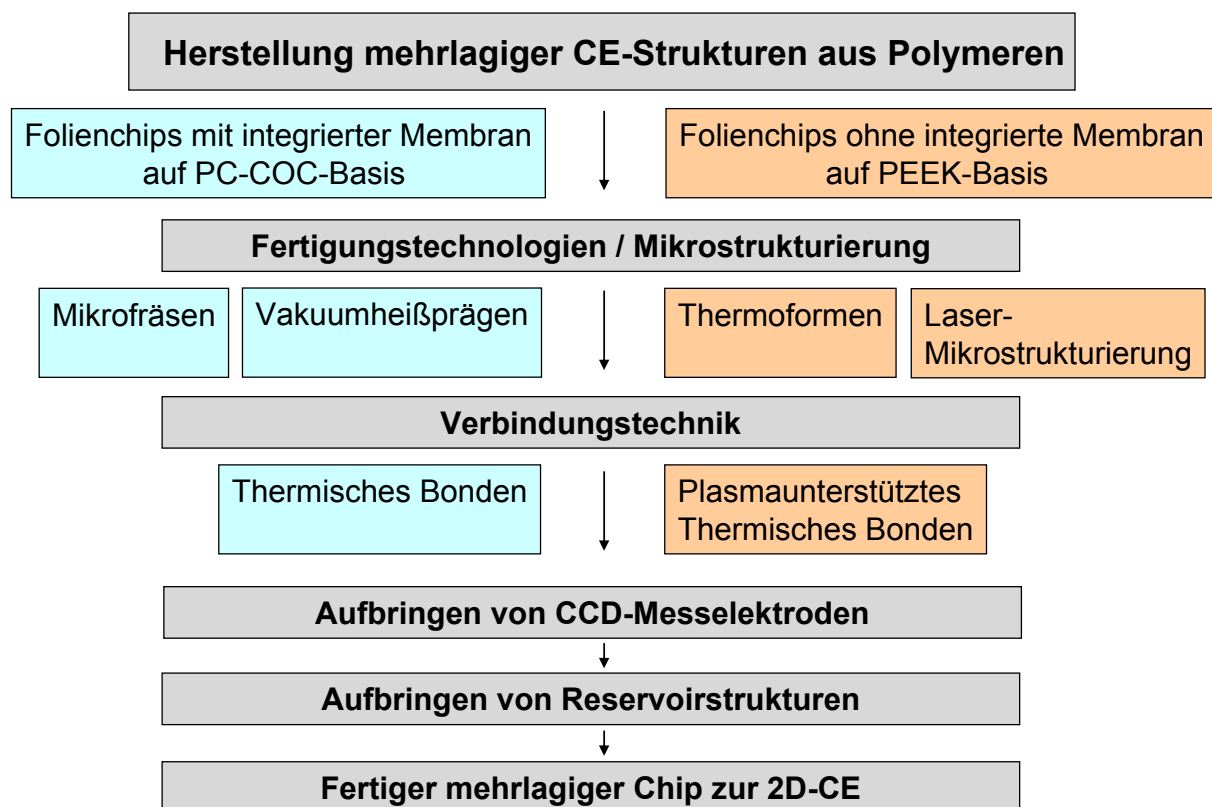 Herstellung mehrlagiger CE-Strukturen aus Polymeren
Folienchips mit integrierter Membran
auf PC-COC-Basis
Folienchips ohne integrierte Membran
auf PEEK-Basis
Fertigungstechnologien / Mikrostrukturierung
Mikrofräsen
Vakuumheißprägen
Thermoformen
Laser-
Mikrostrukturierung
Verbindungstechnik
Thermisches Bonden
Plasmaunterstütztes
Thermisches Bonden
Aufbringen von CCD-Messelektroden
Aufbringen von Reservoirstrukturen
Fertiger mehrlagiger Chip zur 2D-CE